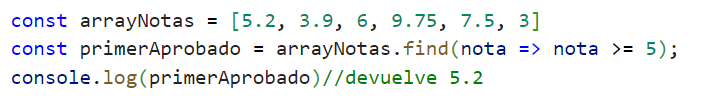 const arrayNotas = [5.2, 3.9, 6, 9.75, 7.5, 3]
const primerAprobado = arrayNotas.find(nota => nota >= 5);
console.log(primerAprobado)//devuelve 5.2